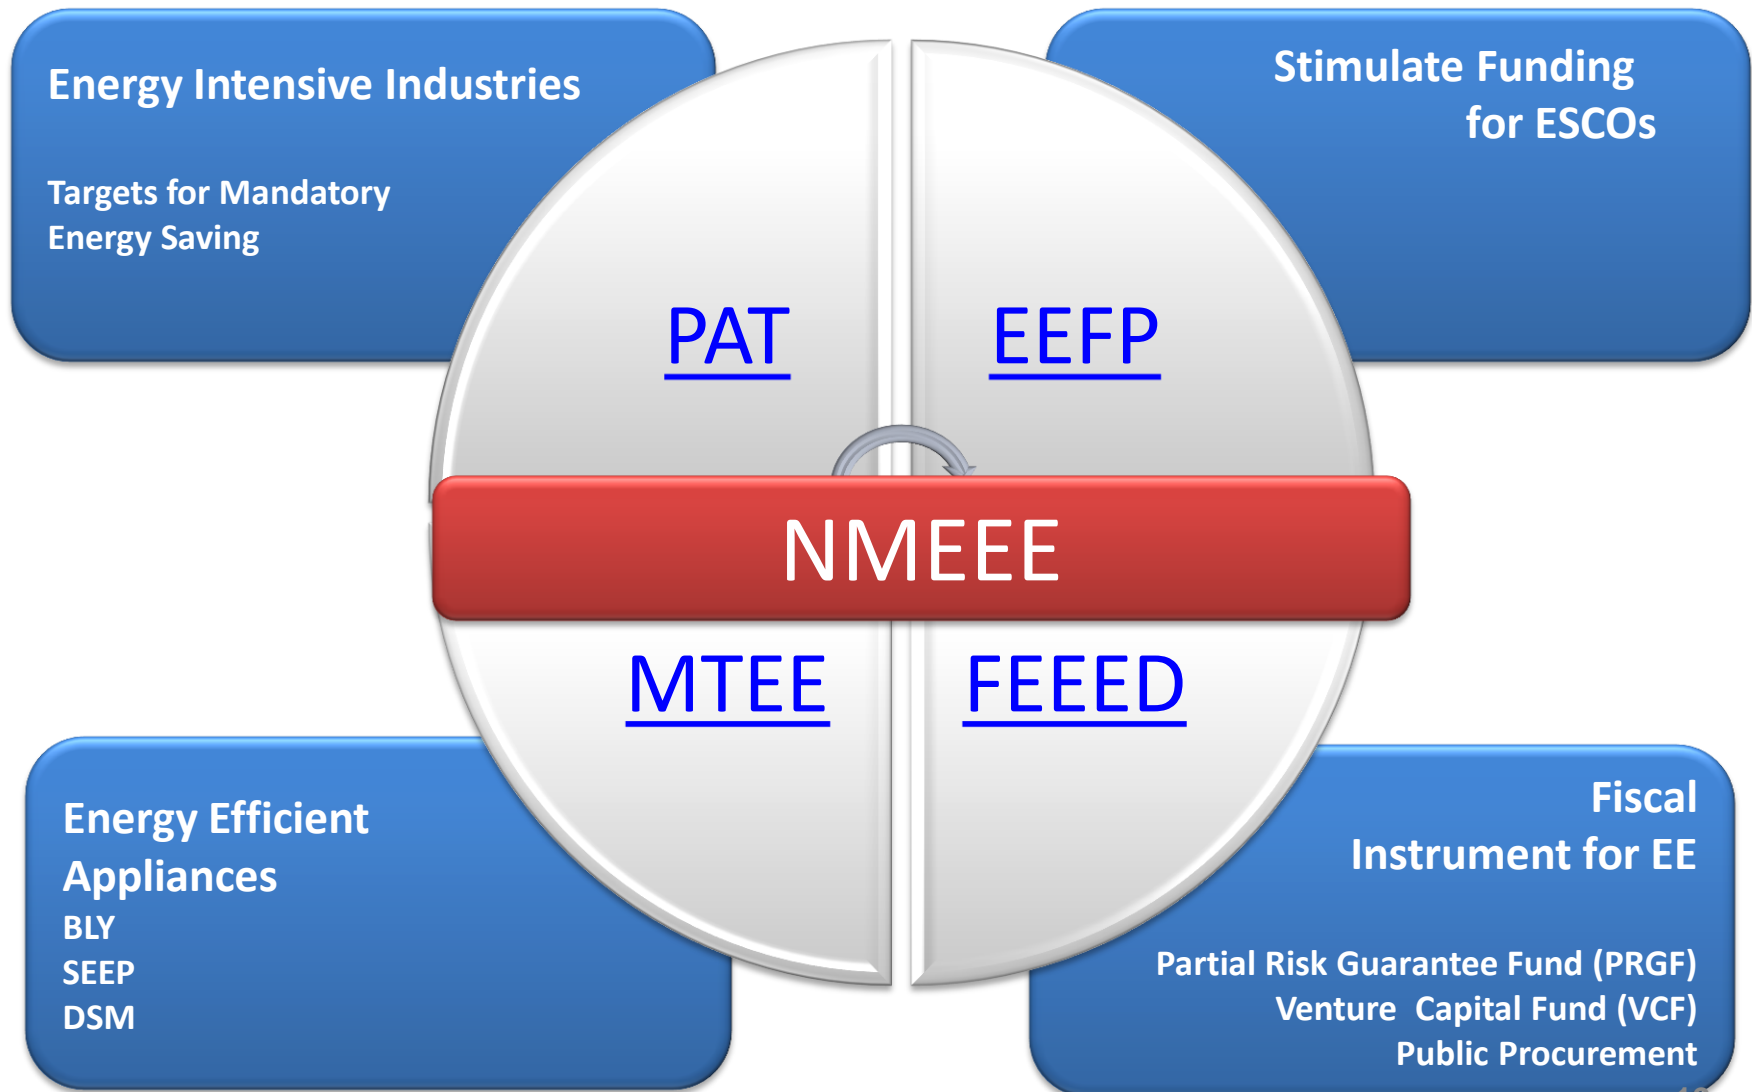 Energy Intensive Industries
Targets for Mandatory
Energy Saving
Stimulate Funding
for ESCOs
PAT
EEFP
NMEEE
MTEE
FEEED
Energy Efficient
Appliances
BLY
SEEP
DSM
Fiscal
Instrument for EE
Partial Risk Guarantee Fund (PRGF)
Venture Capital Fund (VCF)
Public Procurement